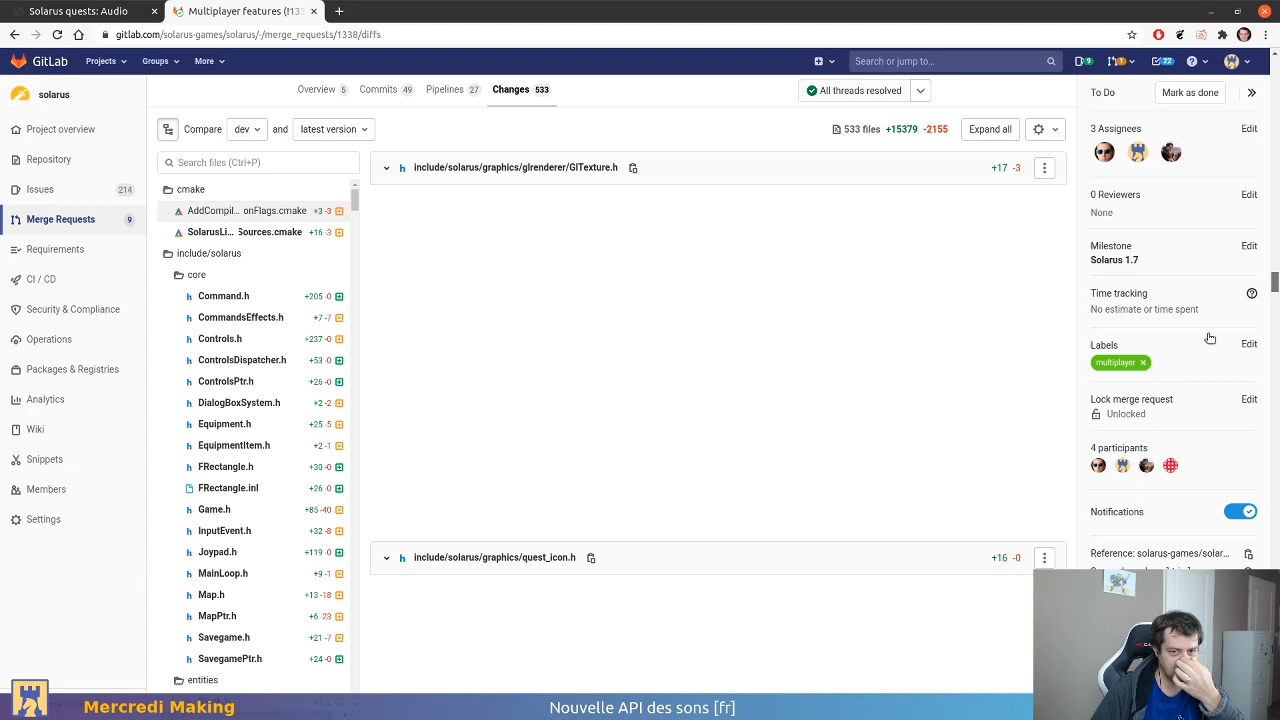 Solarus quests: Audio
Multiplayer features (!1338
gitlab.com/solarus-games/solarus/-/merge_requests/1338/diffs
GitLab Projects Groups More Search or jump to... 9 1 22
solarus
Project overview
Repository
Issues 214
Merge Requests 9
Requirements
CI / CD
Security & Compliance
Operations
Packages & Registries
Analytics
Wiki
Snippets
Members
Settings
Overview 5 Commits 49 Pipelines 27 Changes 533
All threads resolved
Compare dev and latest version
533 files +15379 -2155 Expand all
Search files (Ctrl+P)
cmake
AddCompil... onFlags.cmake +3 -3
SolarusLi... Sources.cmake +16 -3
include/solarus
core
Command.h +205 -0
CommandsEffects.h +7 -7
Controls.h +237 -0
ControlsDispatcher.h +53 -0
ControlsPtr.h +26 -0
DialogBoxSystem.h +2 -2
Equipment.h +25 -5
EquipmentItem.h +2 -1
FRectangle.h +30 -0
FRectangle.inl +26 -0
Game.h +85 -40
InputEvent.h +32 -8
Joypad.h +119 -0
MainLoop.h +9 -1
Map.h +13 -18
MapPtr.h +6 -23
Savegame.h +21 -7
SavegamePtr.h +24 -0
entities
include/solarus/graphics/glrenderer/GlTexture.h +17 -3
include/solarus/graphics/quest_icon.h +16 -0
To Do Mark as done
3 Assignees Edit
0 Reviewers Edit
None
Milestone Edit
Solarus 1.7
Time tracking
No estimate or time spent
Labels Edit
multiplayer
Lock merge request Edit
Unlocked
4 participants
Notifications
Reference: solarus-games/solar...
Mercredi Making
Nouvelle API des sons [fr]